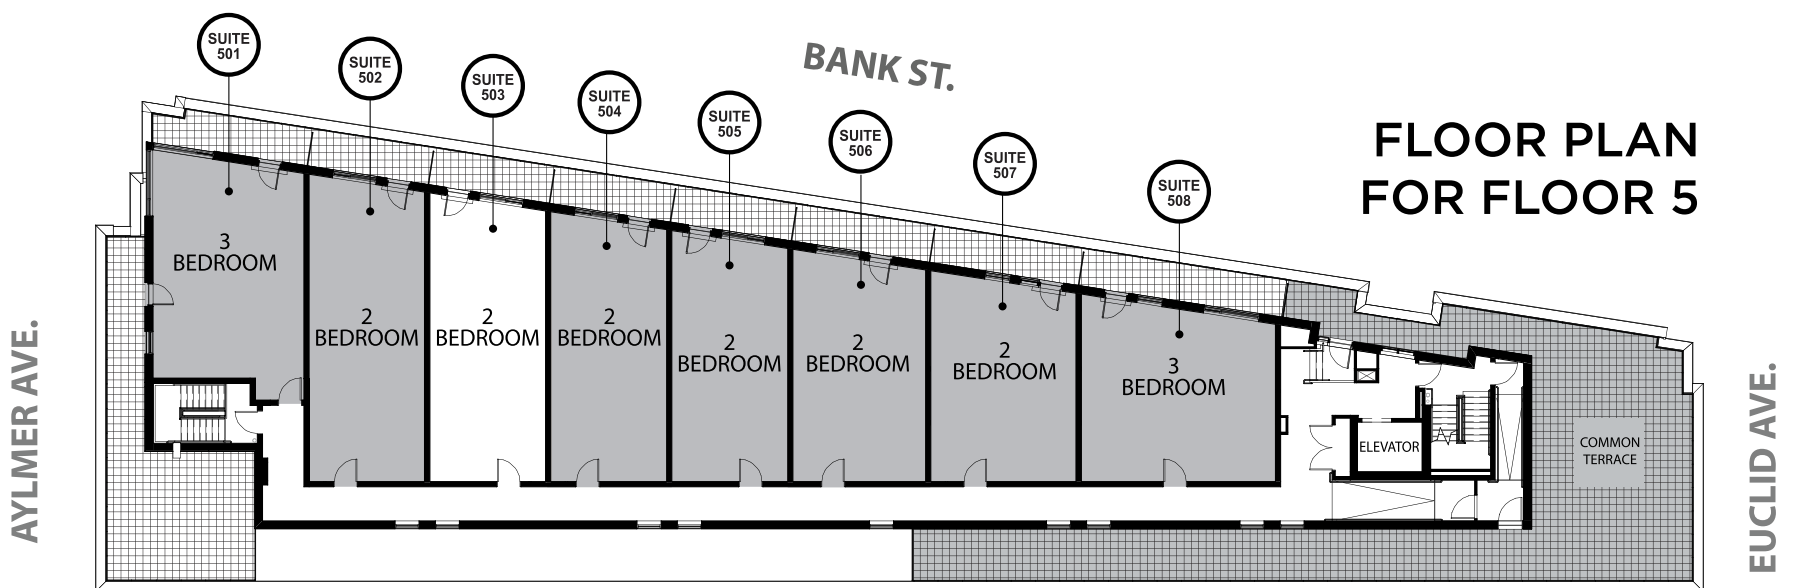 SUITE
501
SUITE
502
SUITE
503
SUITE
504
SUITE
505
SUITE
506
SUITE
507
SUITE
508
BANK ST.
FLOOR PLAN
FOR FLOOR 5
3
BEDROOM
2
BEDROOM
2
BEDROOM
2
BEDROOM
2
BEDROOM
2
BEDROOM
2
BEDROOM
3
BEDROOM
ELEVATOR
COMMON
TERRACE
AYLMER AVE.
EUCLID AVE.